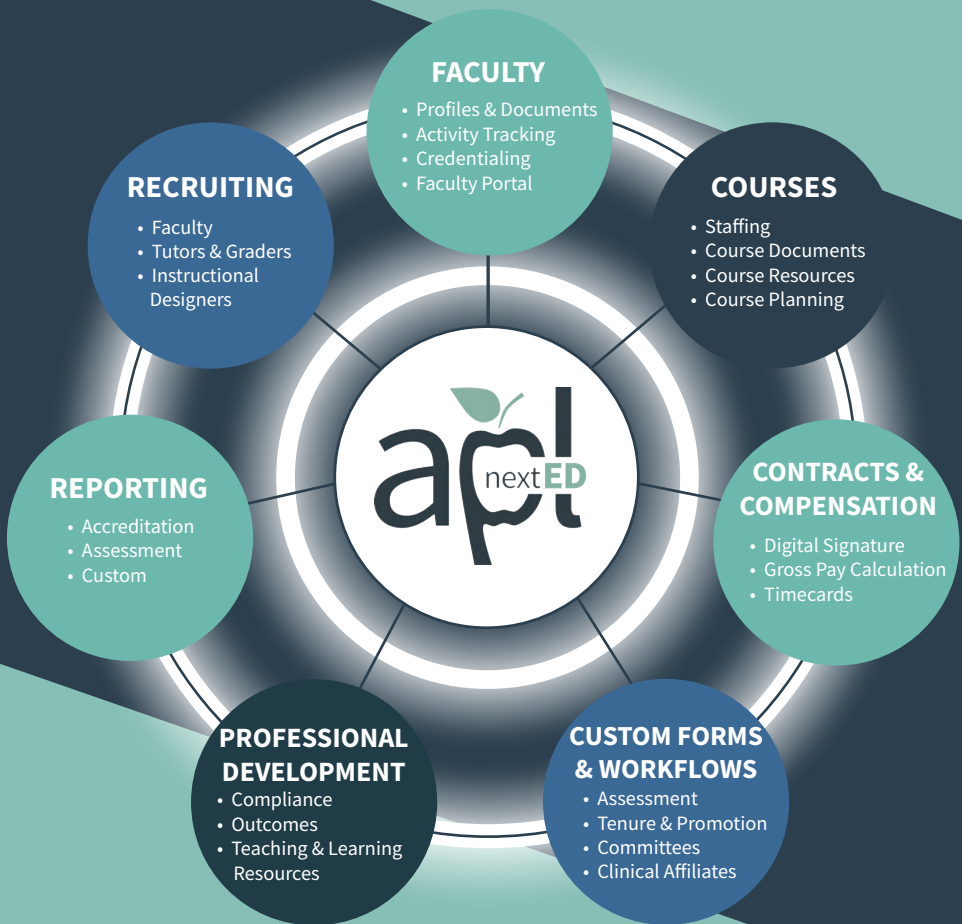 FACULTY
• Profiles & Documents
• Activity Tracking
• Credentialing
• Faculty Portal
RECRUITING
• Faculty
• Tutors & Graders
• Instructional
Designers
COURSES
• Staffing
• Course Documents
• Course Resources
• Course Planning
apl
nextED
REPORTING
• Accreditation
• Assessment
• Custom
CONTRACTS &
COMPENSATION
• Digital Signature
• Gross Pay Calculation
• Timecards
PROFESSIONAL
DEVELOPMENT
• Compliance
• Outcomes
• Teaching & Learning
Resources
CUSTOM FORMS
& WORKFLOWS
• Assessment
• Tenure & Promotion
• Committees
• Clinical Affiliates